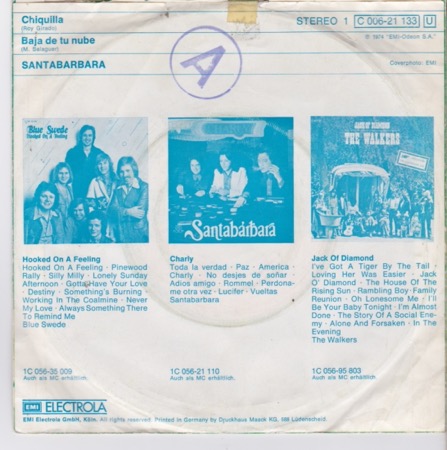 Chiquilla
(Roy Girado)
Baja de tu nube
(M. Balaguer)
SANTABARBARA
STEREO 1 C 006-21 133 U
℗ 1974 "EMI-Odeon S.A."
Coverphoto: EMI
A
Blue Swede
Hooked On a Feeling
Santabárbara
JACK OF DIAMOND
THE WALKERS
Hooked On A Feeling
Hooked On A Feeling · Pinewood
Rally · Silly Milly · Lonely Sunday
Afternoon · Gotta Have Your Love
· Destiny · Something's Burning ·
Working In The Coalmine · Never
My Love · Always Something There
To Remind Me
Blue Swede
1C 056-35 009
Auch als MC erhältlich.
Charly
Toda la verdad · Paz · America ·
Charly · No desjes de soñar ·
Adios amigo · Rommel · Perdona-
me otra vez · Lucifer · Vueltas
Santabarbara
1C 056-21 110
Auch als MC erhältlich.
Jack Of Diamond
I've Got A Tiger By The Tail ·
Loving Her Was Easier · Jack
O' Diamond · The House Of The
Rising Sun · Rambling Boy · Family
Reunion · Oh Lonesome Me · I'll
Be Your Baby Tonight · I'm Almost
Done · The Story Of A Social Ene-
my · Alone And Forsaken · In The
Evening
The Walkers
1C 056-95 803
Auch als MC erhältlich.
EMI ELECTROLA
EMI Electrola GmbH, Köln. All rights reserved. Printed in Germany by Druckhaus Maack KG, 588 Lüdenscheid.